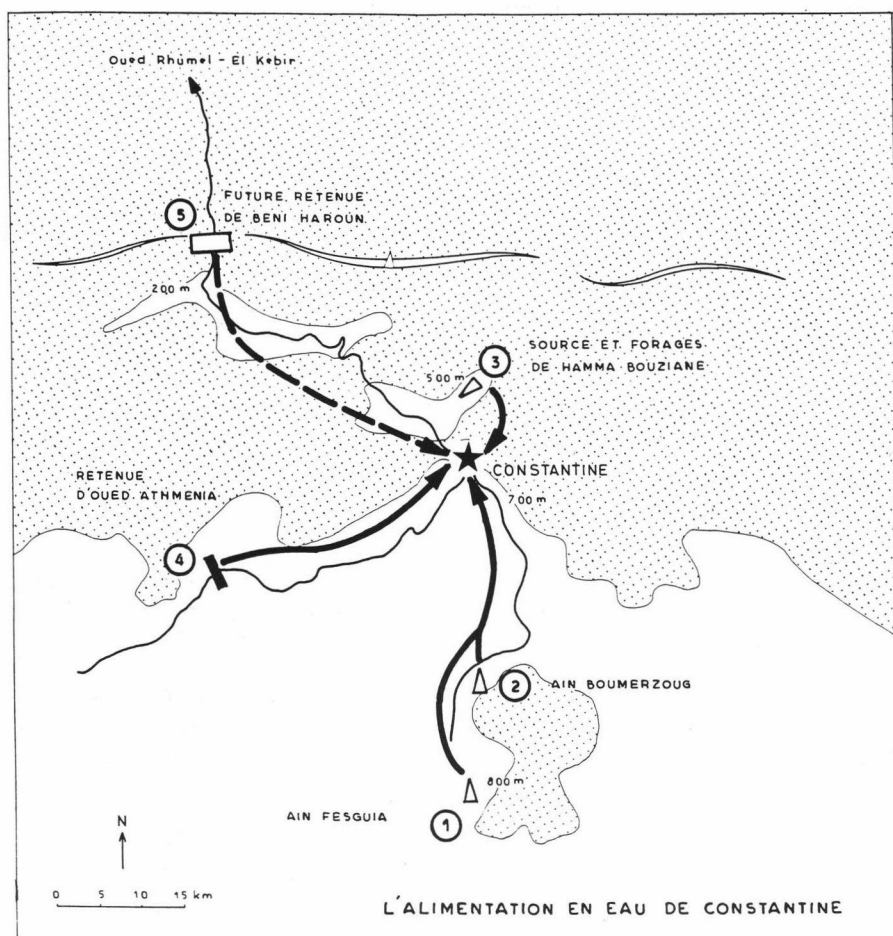 Oued Rhumel - El Kebir
5
FUTURE RETENUE
DE BENI HAROUN
200 m
SOURCE ET FORAGES
DE HAMMA BOUZIANE
3
500 m
CONSTANTINE
700 m
RETENUE
D'OUED ATHMENIA
4
2
AIN BOUMERZOUG
800 m
AIN FESGUIA
1
N
0 5 10 15 km
L'ALIMENTATION EN EAU DE CONSTANTINE